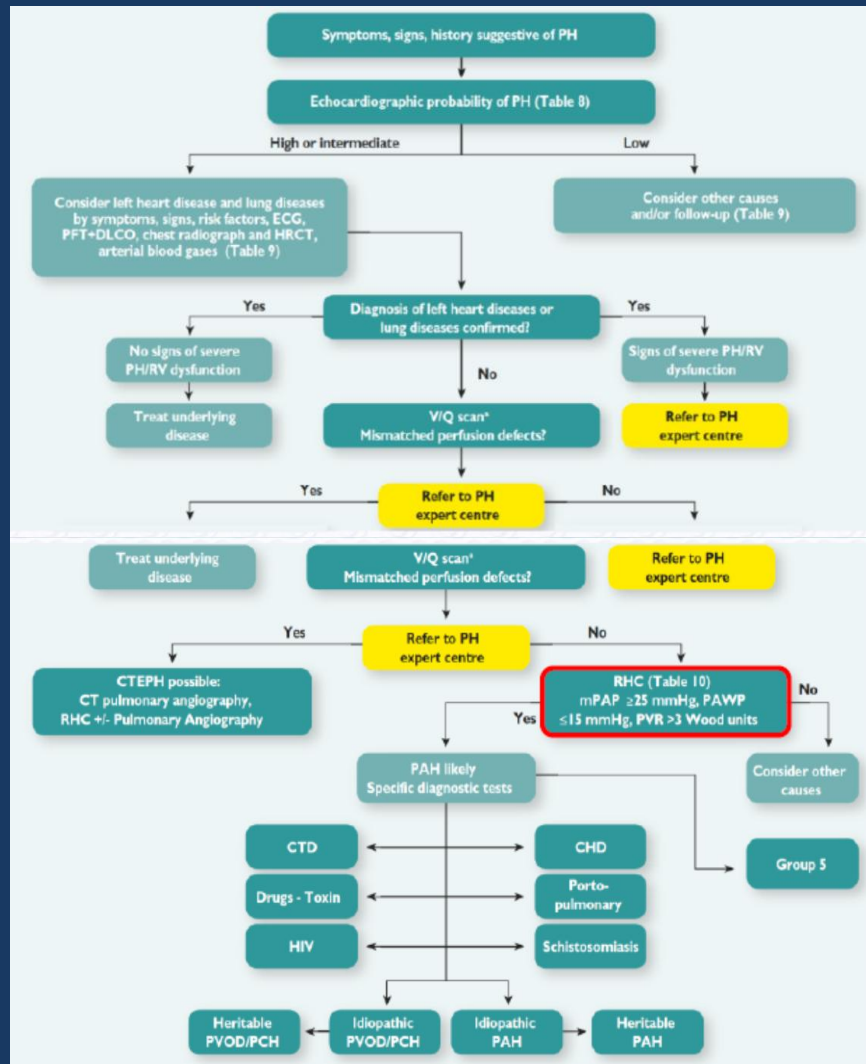 Symptoms, signs, history suggestive of PH
Echocardiographic probability of PH (Table 8)
High or intermediate
Low
Consider left heart disease and lung diseases
by symptoms, signs, risk factors, ECG,
PFT+DLCO, chest radiograph and HRCT,
arterial blood gases (Table 9)
Consider other causes
and/or follow-up (Table 9)
Yes
Diagnosis of left heart diseases or
lung diseases confirmed?
Yes
No signs of severe
PH/RV dysfunction
Signs of severe PH/RV
dysfunction
No
Treat underlying
disease
V/Q scanª
Mismatched perfusion defects?
Refer to PH
expert centre
Yes
Refer to PH
expert centre
No
Treat underlying
disease
V/Q scanª
Mismatched perfusion defects?
Refer to PH
expert centre
Yes
Refer to PH
expert centre
No
CTEPH possible:
CT pulmonary angiography,
RHC +/- Pulmonary Angiography
RHC (Table 10)
mPAP ≥25 mmHg, PAWP
≤15 mmHg, PVR >3 Wood units
No
Yes
PAH likely
Specific diagnostic tests
Consider other
causes
CTD
CHD
Group 5
Drugs - Toxin
Porto-
pulmonary
HIV
Schistosomiasis
Heritable
PVOD/PCH
Idiopathic
PVOD/PCH
Idiopathic
PAH
Heritable
PAH